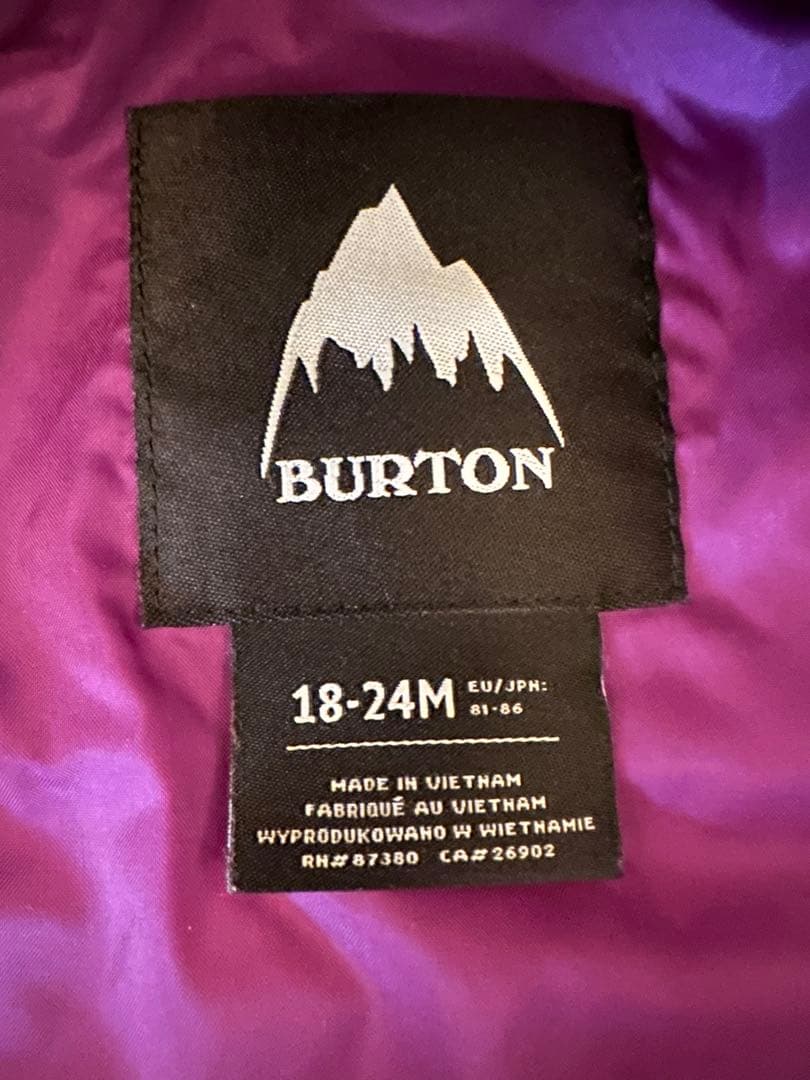 BURTON
18-24M EU/JPN:
81-86
MADE IN VIETNAM
FABRIQUÉ AU VIETNAM
WYPRODUKOWANO W WIETNAMIE
RN#87380 CA#26902